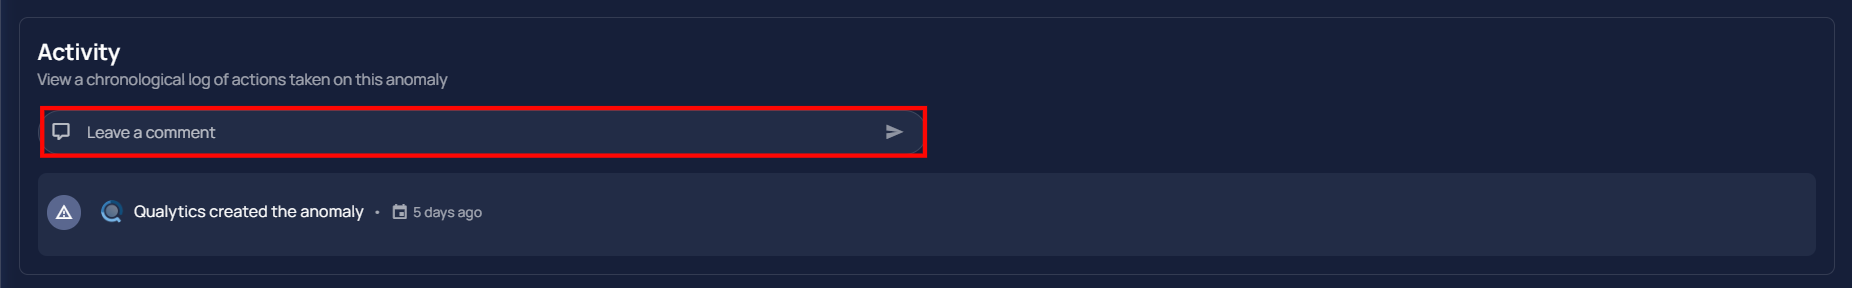 Activity
View a chronological log of actions taken on this anomaly
Leave a comment
Qualytics created the anomaly • 5 days ago